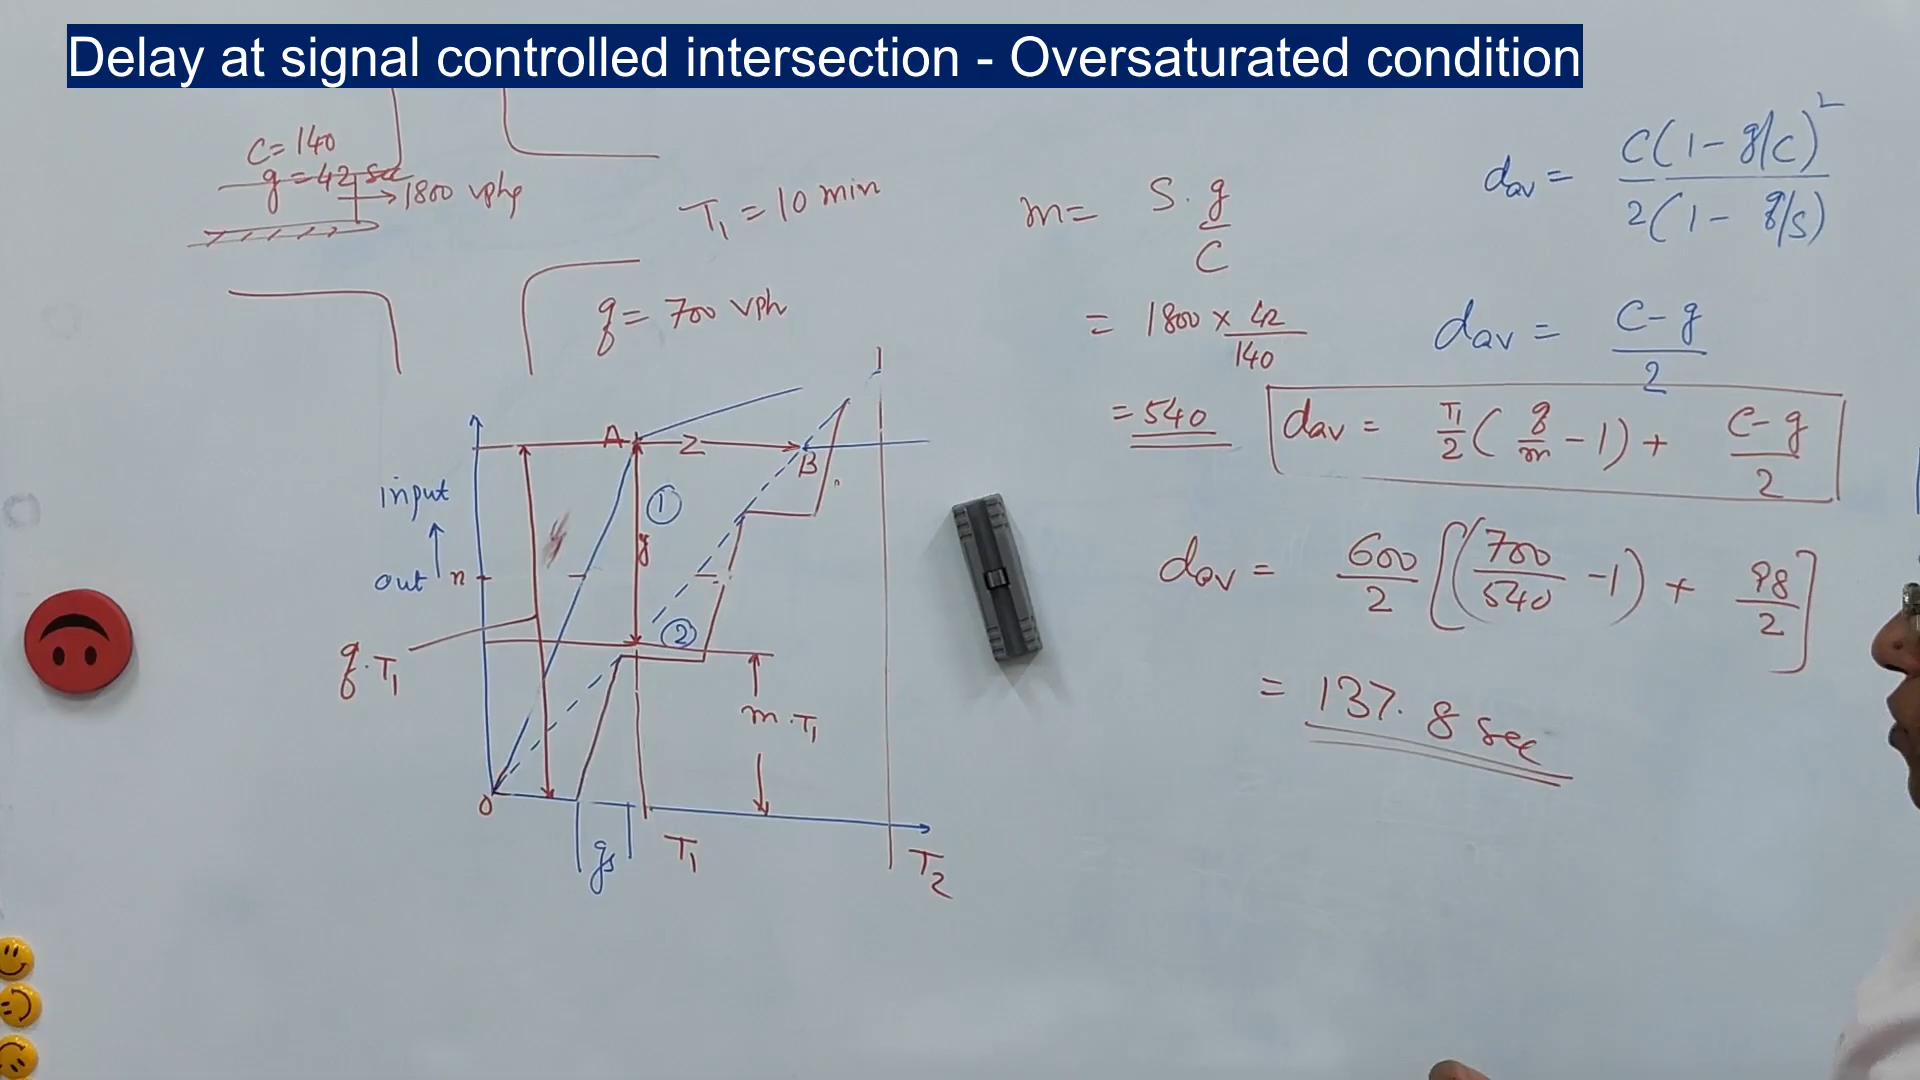 Delay at signal controlled intersection - Oversaturated condition
C = 140
g = 42 sec
1800 vphg
T₁ = 10 min
q = 700 vph
m = S · g/C
= 1800 × 42/140
= 540
dav = C(1 - g/C)² / 2(1 - q/s)
dav = C - g / 2
dav = T₁/2 (q/m - 1) + C - g / 2
dav = 600/2 [(700/540 - 1) + 98/2]
= 137.8 sec
A
Z
B
input
①
y
out
n
②
q·T₁
m·T₁
O
gs
T₁
T₂